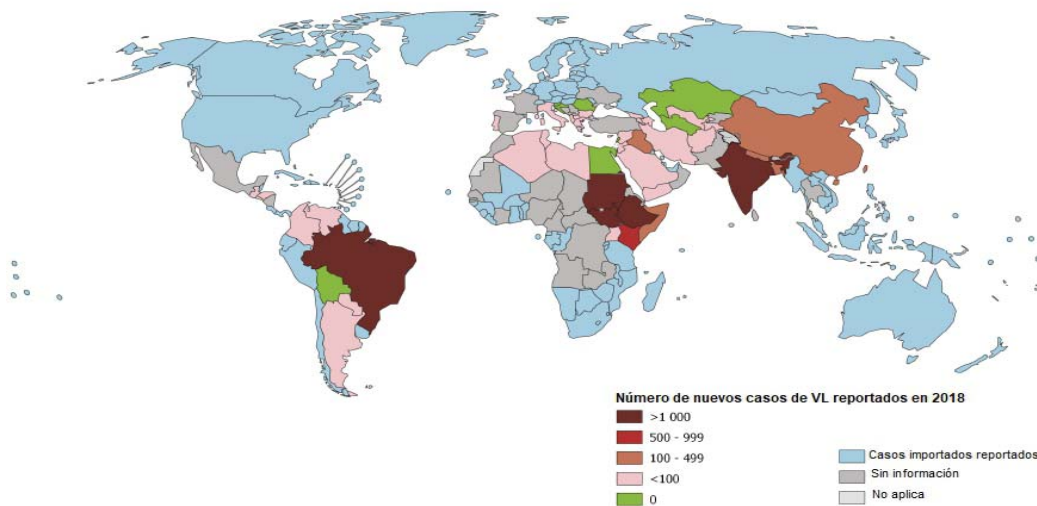 Número de nuevos casos de VL reportados en 2018
>1 000
500 - 999
100 - 499
<100
0
Casos importados reportados
Sin información
No aplica